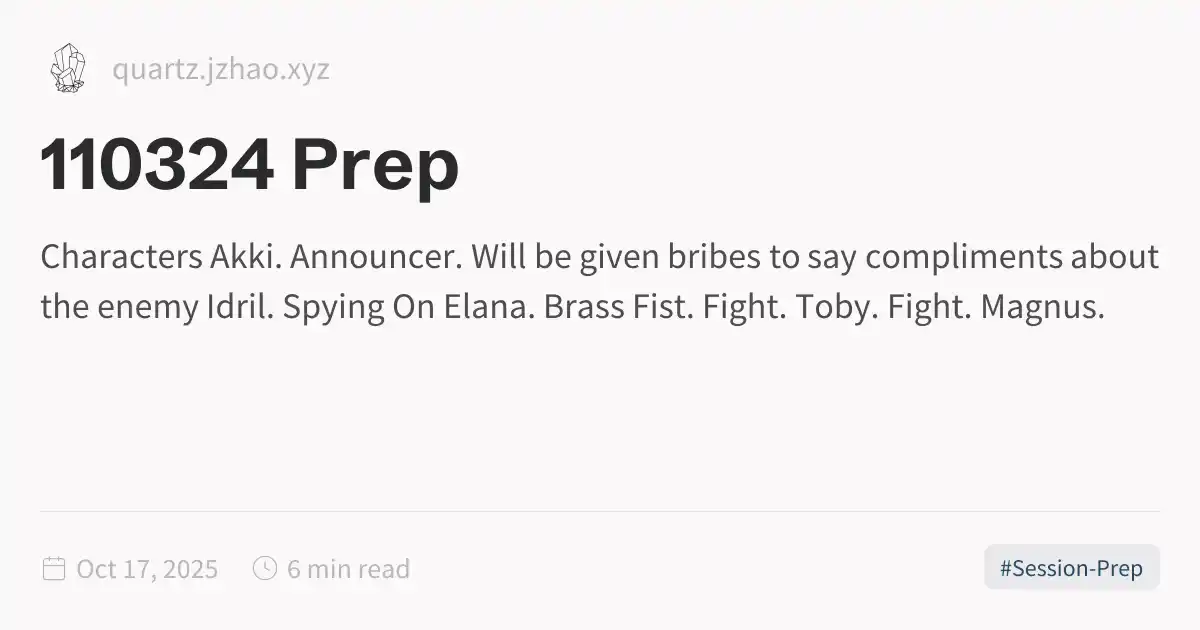 quartz.jzhao.xyz
110324 Prep
Characters Akki. Announcer. Will be given bribes to say compliments about
the enemy Idril. Spying On Elana. Brass Fist. Fight. Toby. Fight. Magnus.
Oct 17, 2025 6 min read #Session-Prep